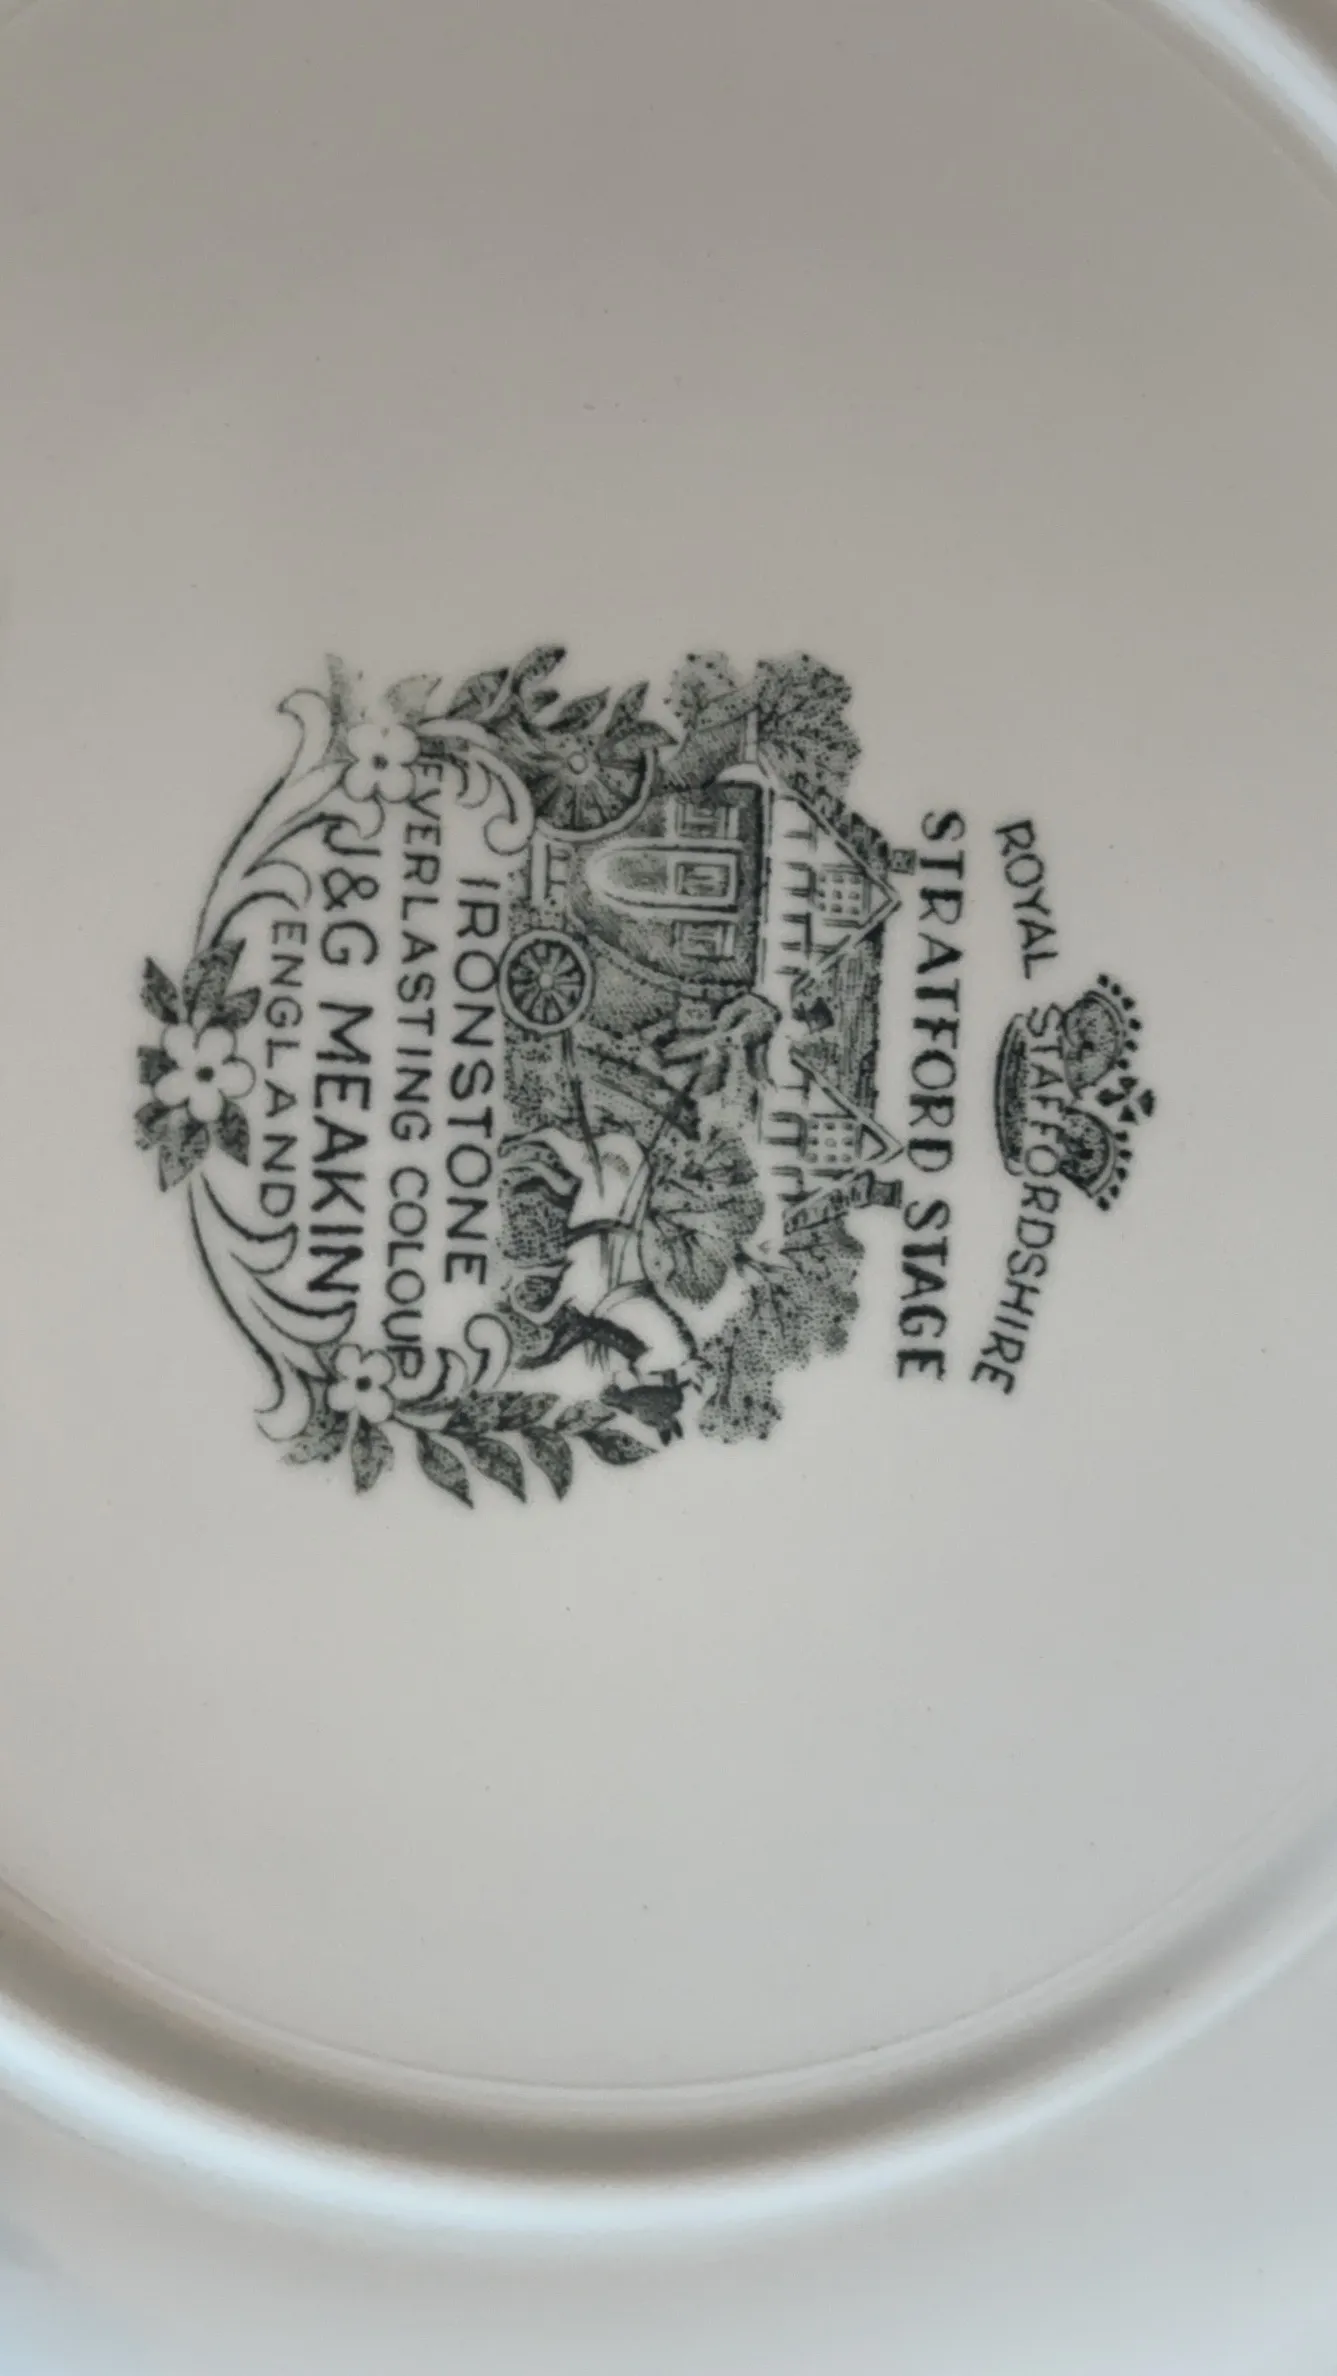 ROYAL STAFFORDSHIRE
STRATFORD STAGE
IRONSTONE
EVERLASTING COLOUR
J&G MEAKIN
ENGLAND